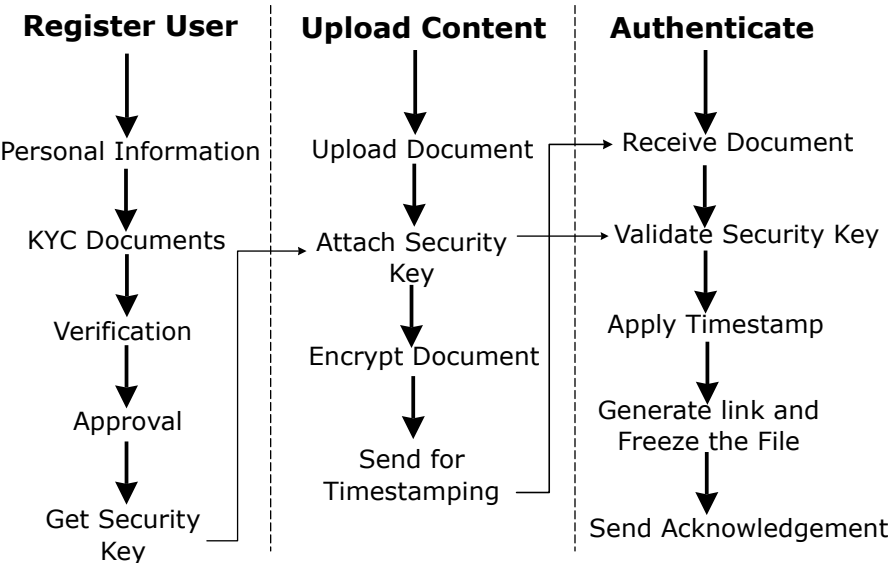 Register User
Personal Information
KYC Documents
Verification
Approval
Get Security
Key
Upload Content
Upload Document
Attach Security
Key
Encrypt Document
Send for
Timestamping
Authenticate
Receive Document
Validate Security Key
Apply Timestamp
Generate link and
Freeze the File
Send Acknowledgement